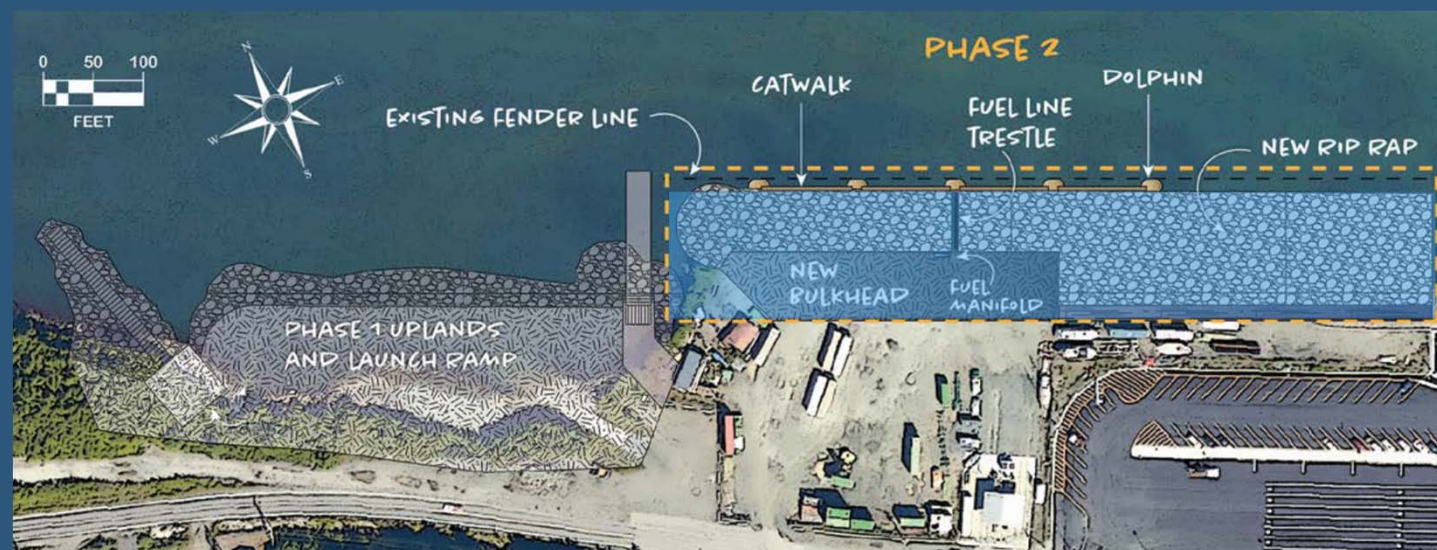 PHASE 2
0 50 100
FEET
N
E
W
S
CATWALK
DOLPHIN
EXISTING FENDER LINE
FUEL LINE
TRESTLE
NEW RIP RAP
NEW
BULKHEAD
FUEL
MANIFOLD
PHASE 1 UPLANDS
AND LAUNCH RAMP